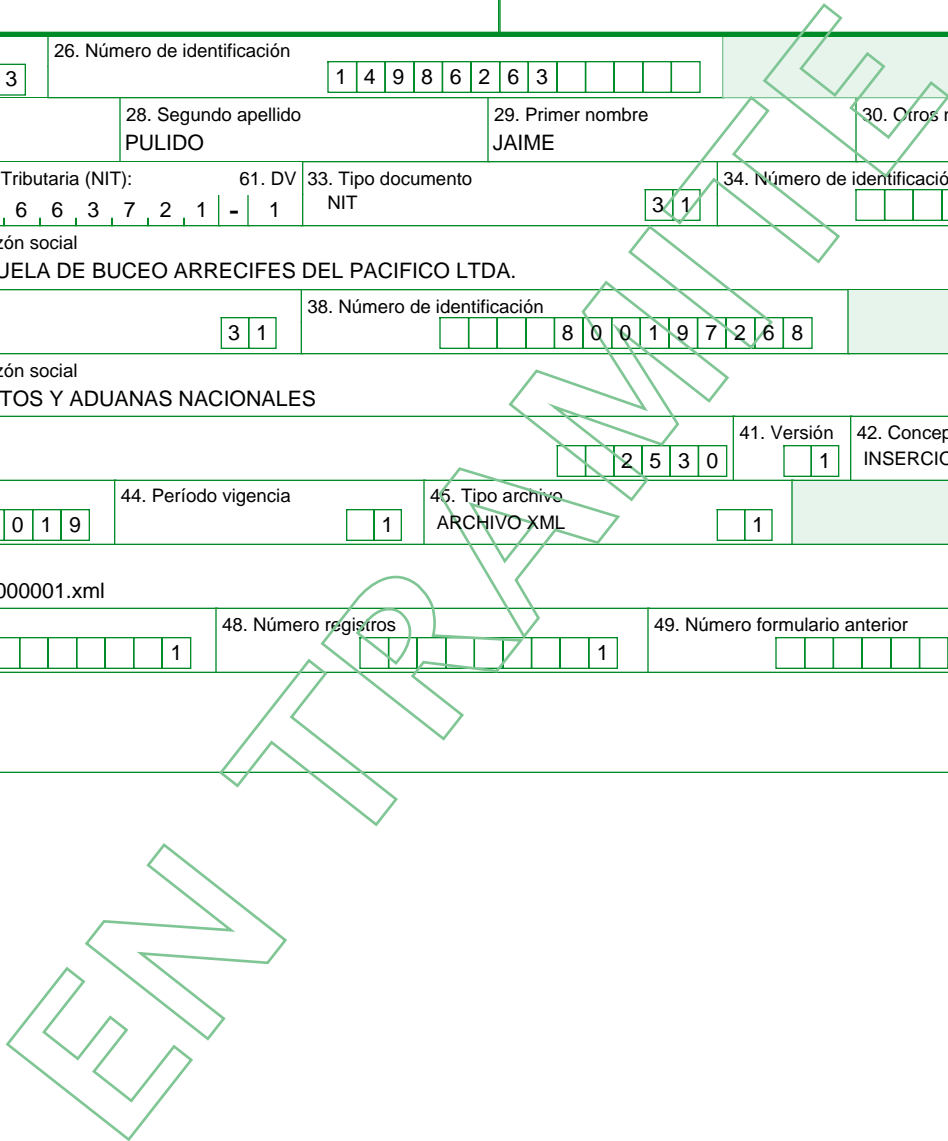 26. Número de identificación
3 1 4 9 8 6 2 6 3
28. Segundo apellido 29. Primer nombre 30. Otros
PULIDO JAIME
Tributaria (NIT): 61. DV 33. Tipo documento 34. Número de identificació
6 6 3 7 2 1 - 1 NIT 3 1
zón social
UELA DE BUCEO ARRECIFES DEL PACIFICO LTDA.
38. Número de identificación
3 1 8 0 0 1 9 7 2 6 8
zón social
TOS Y ADUANAS NACIONALES
41. Versión 42. Concep
2 5 3 0 1 INSERCIO
44. Período vigencia 45. Tipo archivo
0 1 9 1 ARCHIVO XML 1
000001.xml
48. Número registros 49. Número formulario anterior
1 1
EN TRAMITE